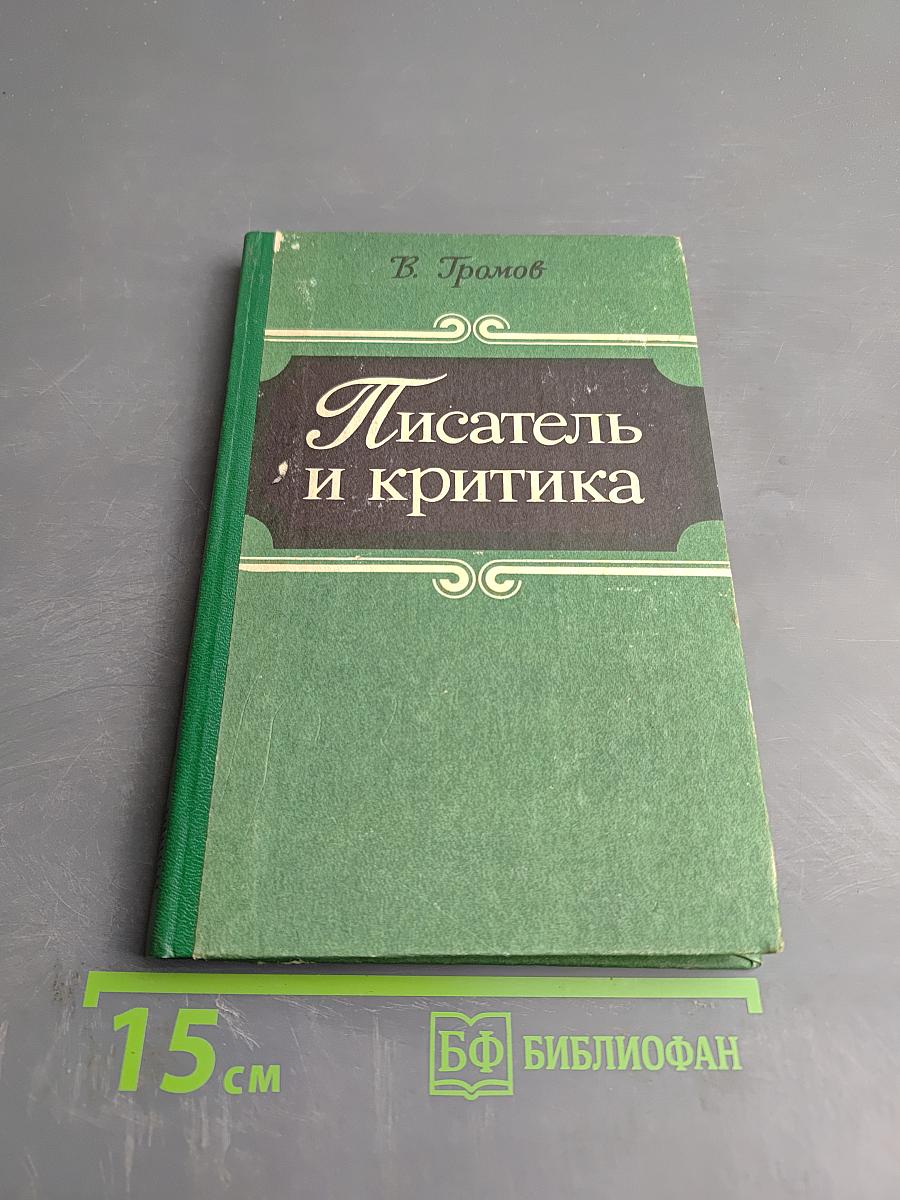 В. Громов
Писатель
и критика
15 см
БФ БИБЛИОФАН